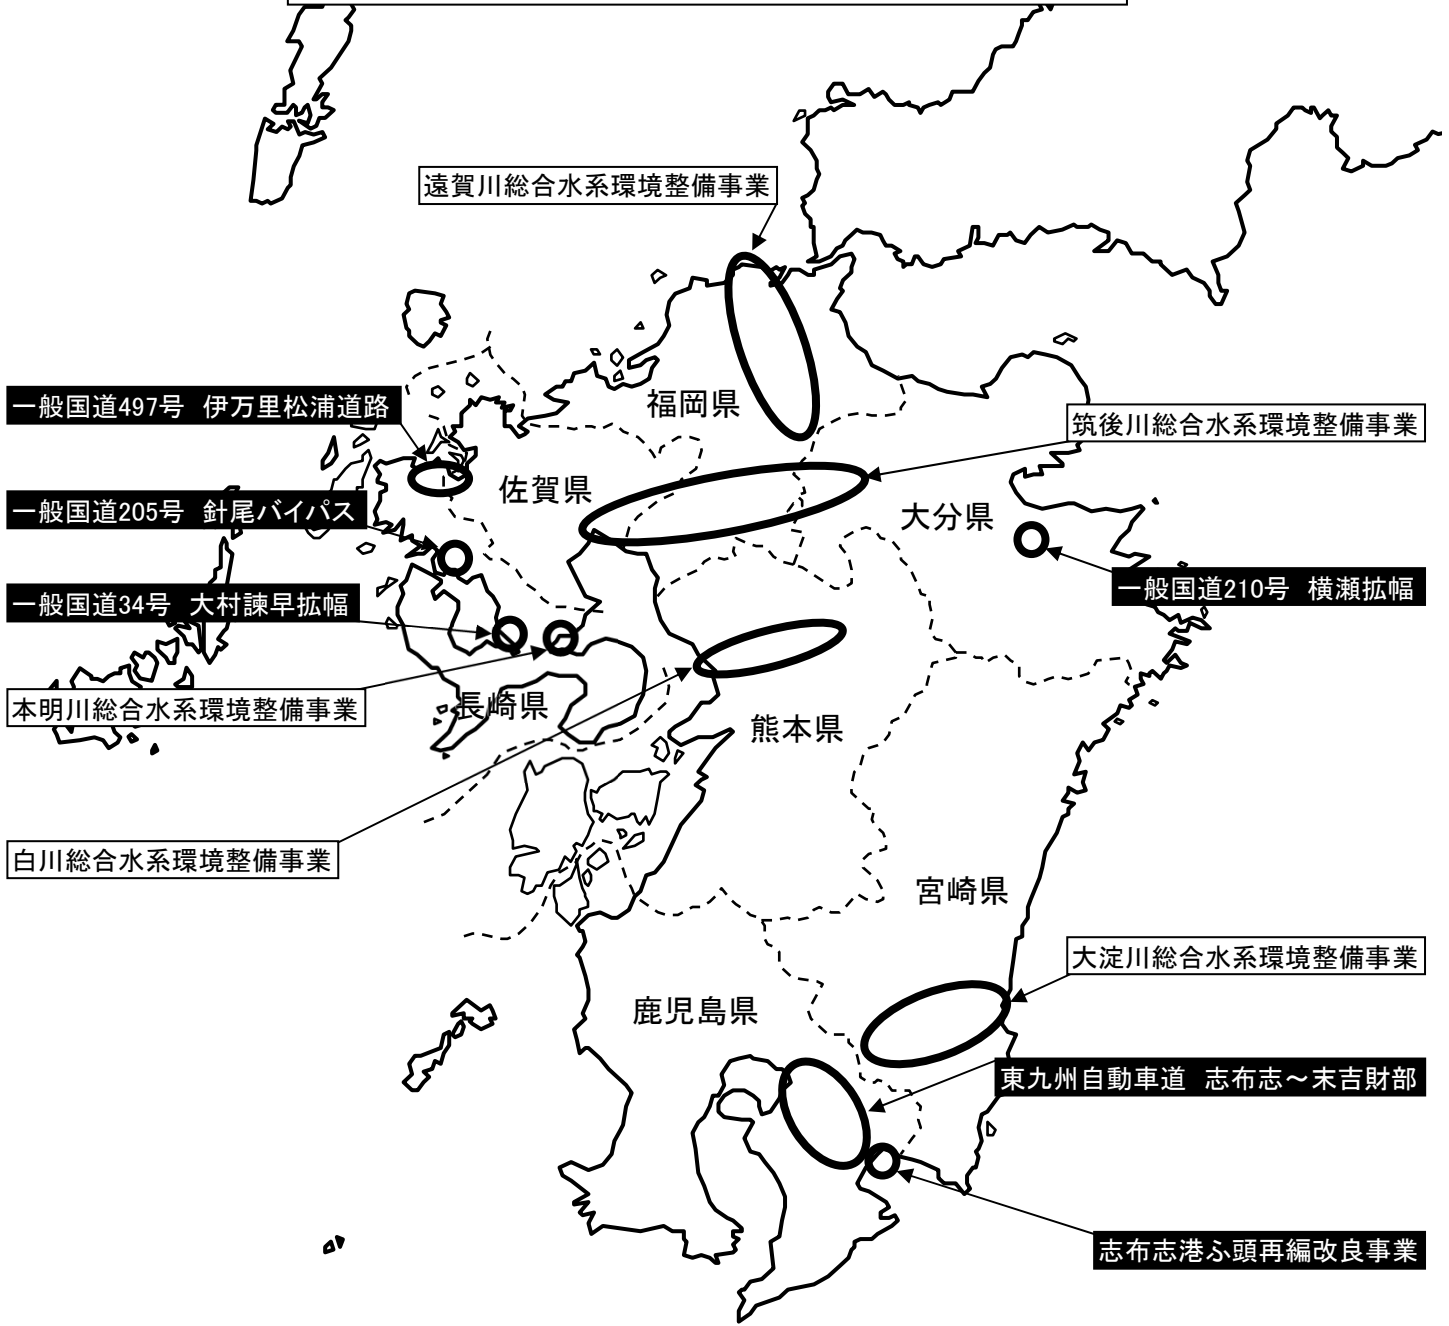 遠賀川総合水系環境整備事業
一般国道497号 伊万里松浦道路
福岡県
筑後川総合水系環境整備事業
佐賀県
一般国道205号 針尾バイパス
大分県
一般国道34号 大村諫早拡幅
一般国道210号 横瀬拡幅
本明川総合水系環境整備事業
長崎県
熊本県
白川総合水系環境整備事業
宮崎県
大淀川総合水系環境整備事業
鹿児島県
東九州自動車道 志布志～末吉財部
志布志港ふ頭再編改良事業